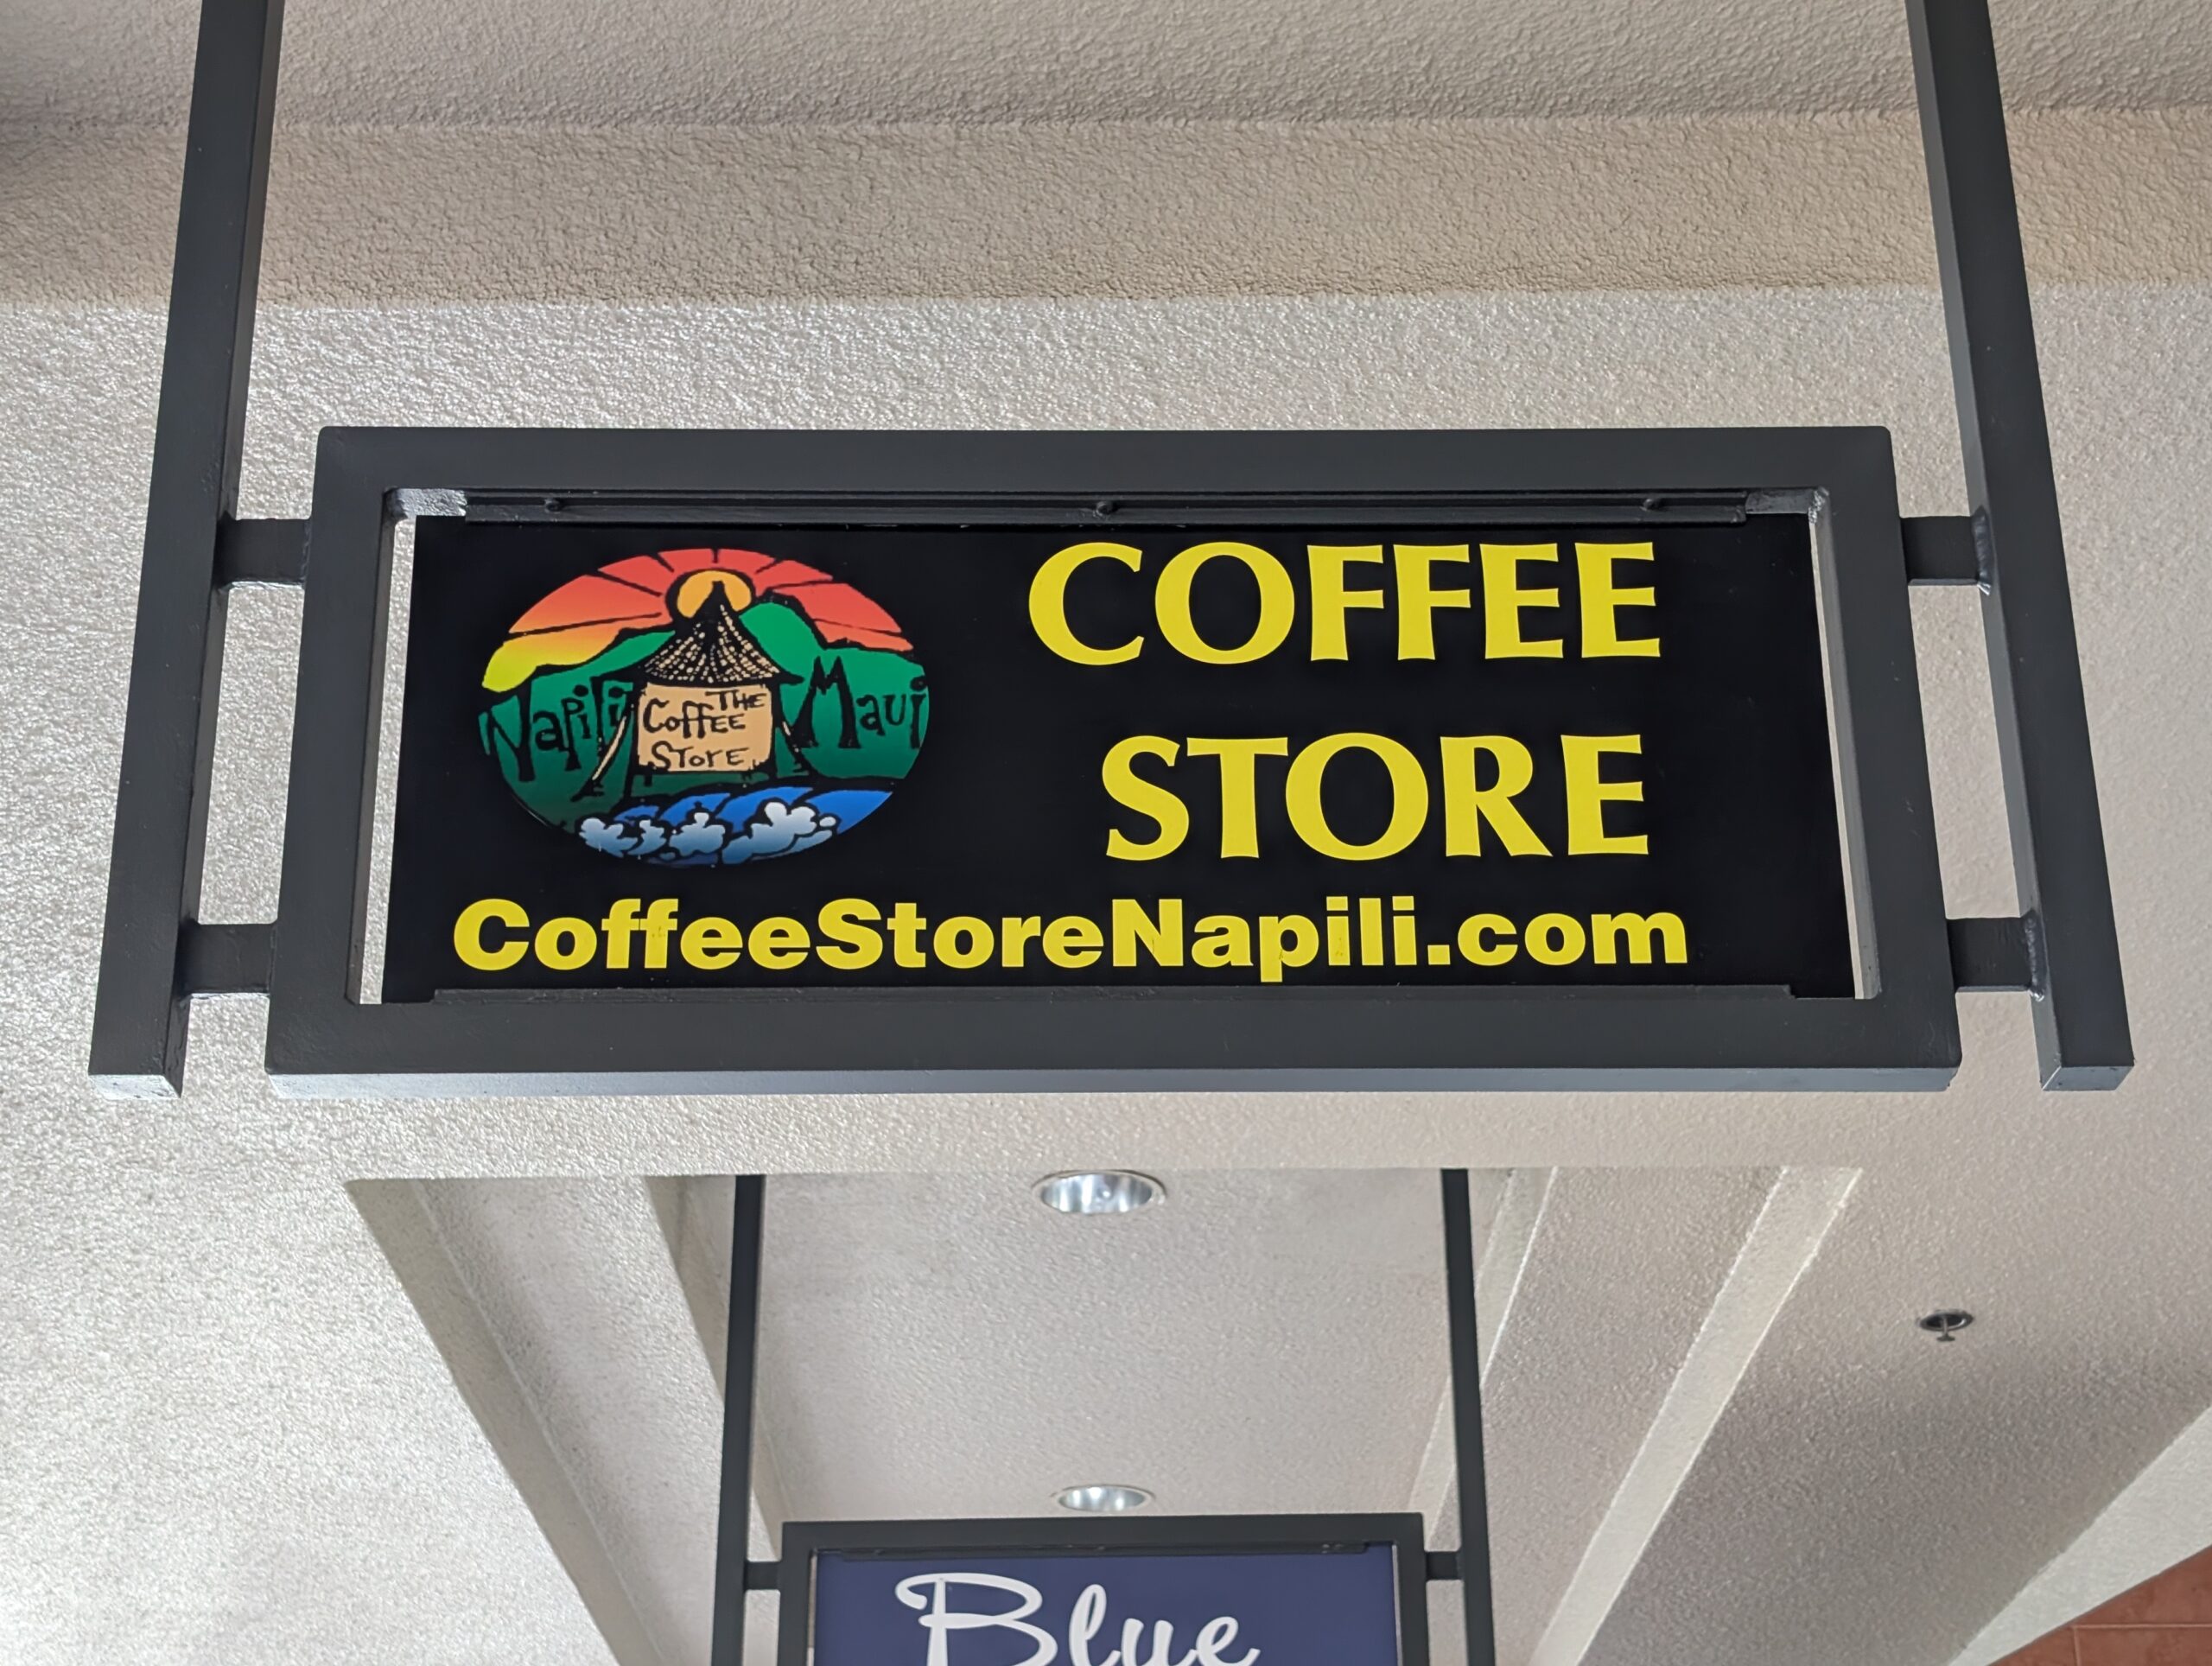 COFFEE
STORE
Napili
THE
Coffee
Store
Maui
CoffeeStoreNapili.com
Blue